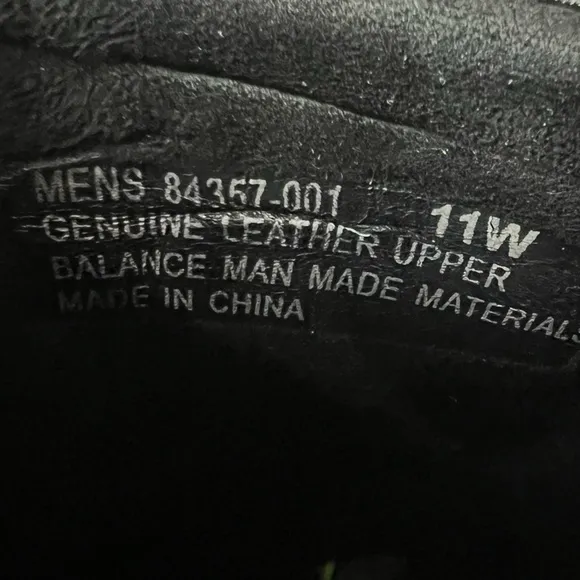 MENS 84357-001 11W
GENUINE LEATHER UPPER
BALANCE MAN MADE MATERIALS
MADE IN CHINA